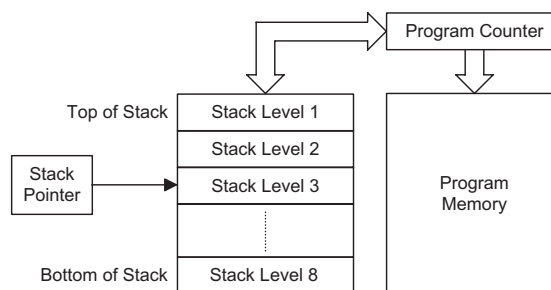 Program Counter
Top of Stack
Stack Level 1
Stack Level 2
Stack
Pointer
Stack Level 3
Program
Memory
Bottom of Stack
Stack Level 8